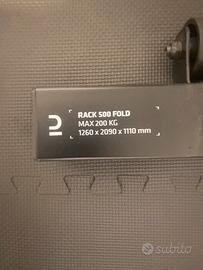 RACK 500 FOLD
MAX 200 KG
1260 x 2090 x 1110 mm
subito